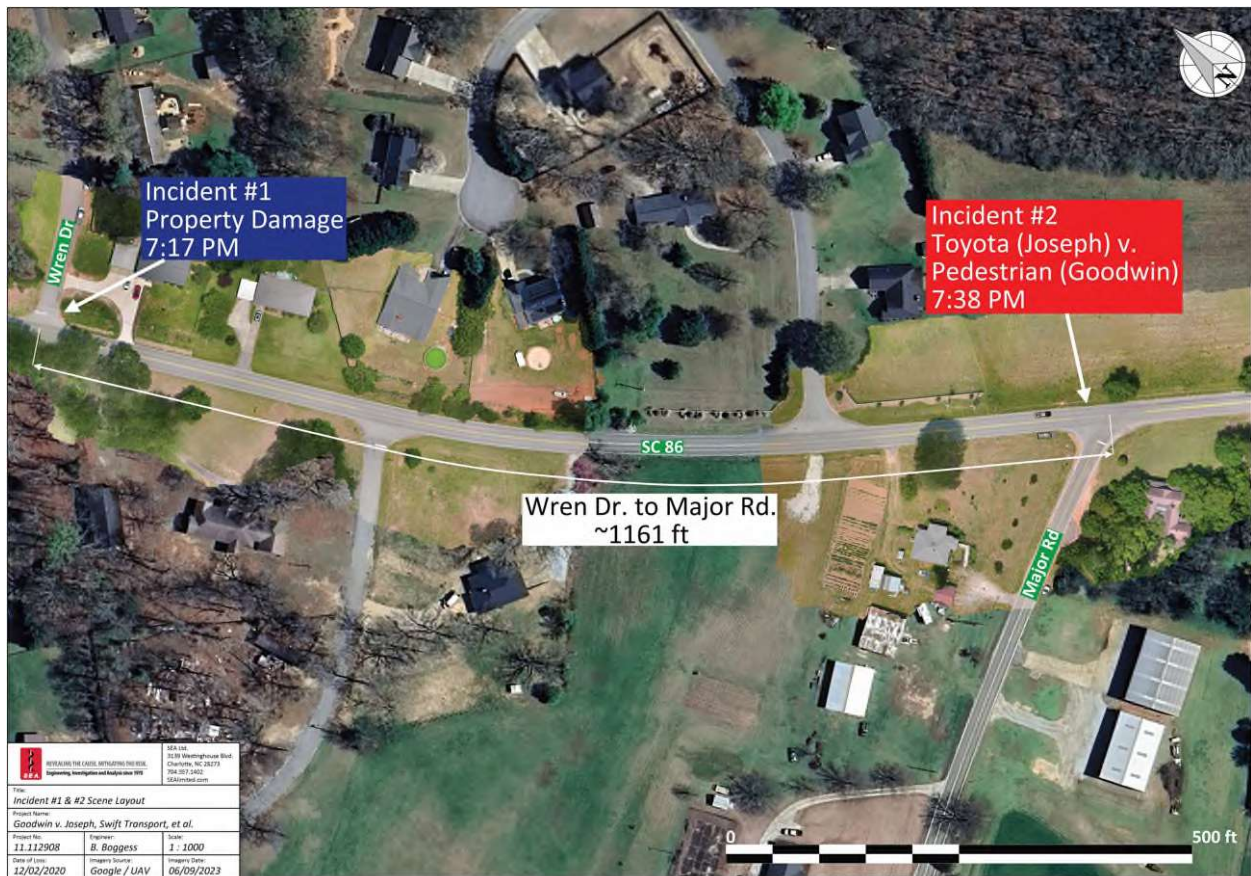 N
Incident #1
Property Damage
7:17 PM
Wren Dr
Incident #2
Toyota (Joseph) v.
Pedestrian (Goodwin)
7:38 PM
SC 86
Wren Dr. to Major Rd.
~1161 ft
Major Rd
0 500 ft
SEA
REVEALING THE CAUSE. MITIGATING THE RISK.
Engineering, Investigation and Analysis since 1970
SEA Ltd.
3139 Westinghouse Blvd.
Charlotte, NC 28273
704.357.1402
SEAlimited.com
Title:
Incident #1 & #2 Scene Layout
Project Name:
Goodwin v. Joseph, Swift Transport, et al.
Project No.
11.112908
Engineer:
B. Boggess
Scale:
1 : 1000
Date of Loss:
12/02/2020
Imagery Source:
Google / UAV
Imagery Date:
06/09/2023